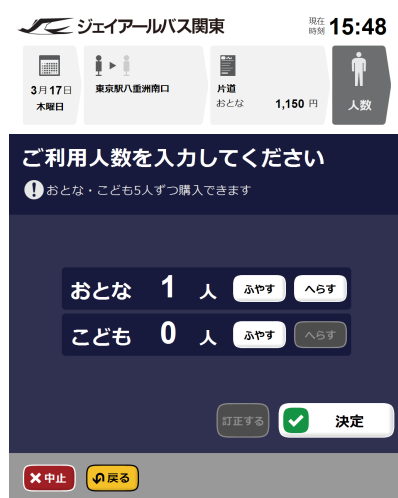 ジェイアールバス関東
現在時刻 15:48
3月17日
木曜日
東京駅八重洲南口
片道
おとな 1,150 円
人数
ご利用人数を入力してください
おとな・こども5人ずつ購入できます
おとな 1 人 ふやす へらす
こども 0 人 ふやす へらす
訂正する 決定
中止 戻る